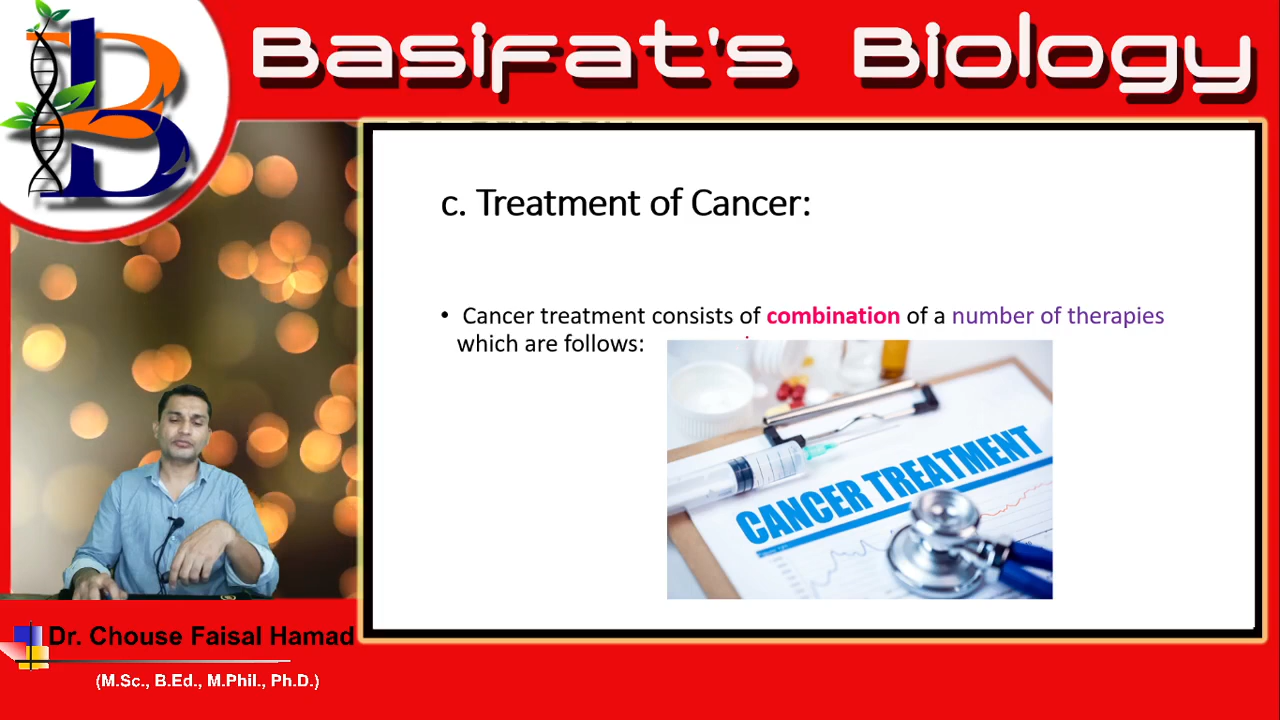 Basifat's Biology
c. Treatment of Cancer:
• Cancer treatment consists of combination of a number of therapies
which are follows:
CANCER TREATMENT
Dr. Chouse Faisal Hamad
(M.Sc., B.Ed., M.Phil., Ph.D.)